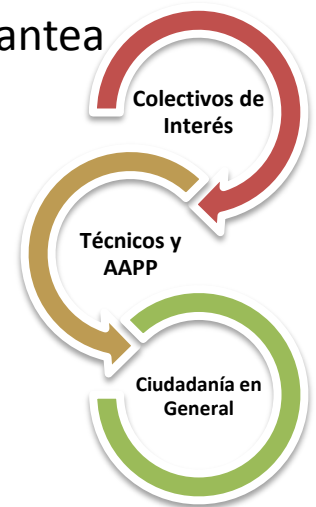 antea
Colectivos de
Interés
Técnicos y
AAPP
Ciudadanía en
General